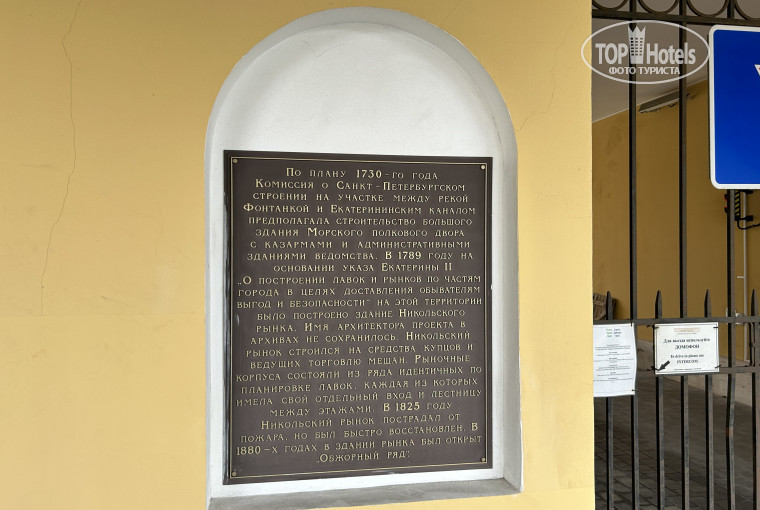 По плану 1730-го года
Комиссия о Санкт-Петербургском
строении на участке между рекой
Фонтанкой и Екатерининским каналом
предполагала строительство большого
здания Морского полкового двора
с казармами и административными
зданиями ведомства. В 1789 году на
основании указа Екатерины II
„О построении лавок и рынков по частям
города в целях доставления обывателям
выгод и безопасности" на этой территории
было построено здание Никольского
рынка. Имя архитектора проекта в
архивах не сохранилось. Никольский
рынок строился на средства купцов и
ведущих торговлю мещан. Рыночные
корпуса состояли из ряда идентичных по
планировке лавок, каждая из которых
имела свой отдельный вход и лестницу
между этажами. В 1825 году
Никольский рынок пострадал от
пожара, но был быстро восстановлен. В
1880-х годах в здании рынка был открыт
„Обжорный ряд".
TOP Hotels
ФОТО ТУРИСТА
Для выезда используйте
ДОМОФОН
INTERCOM